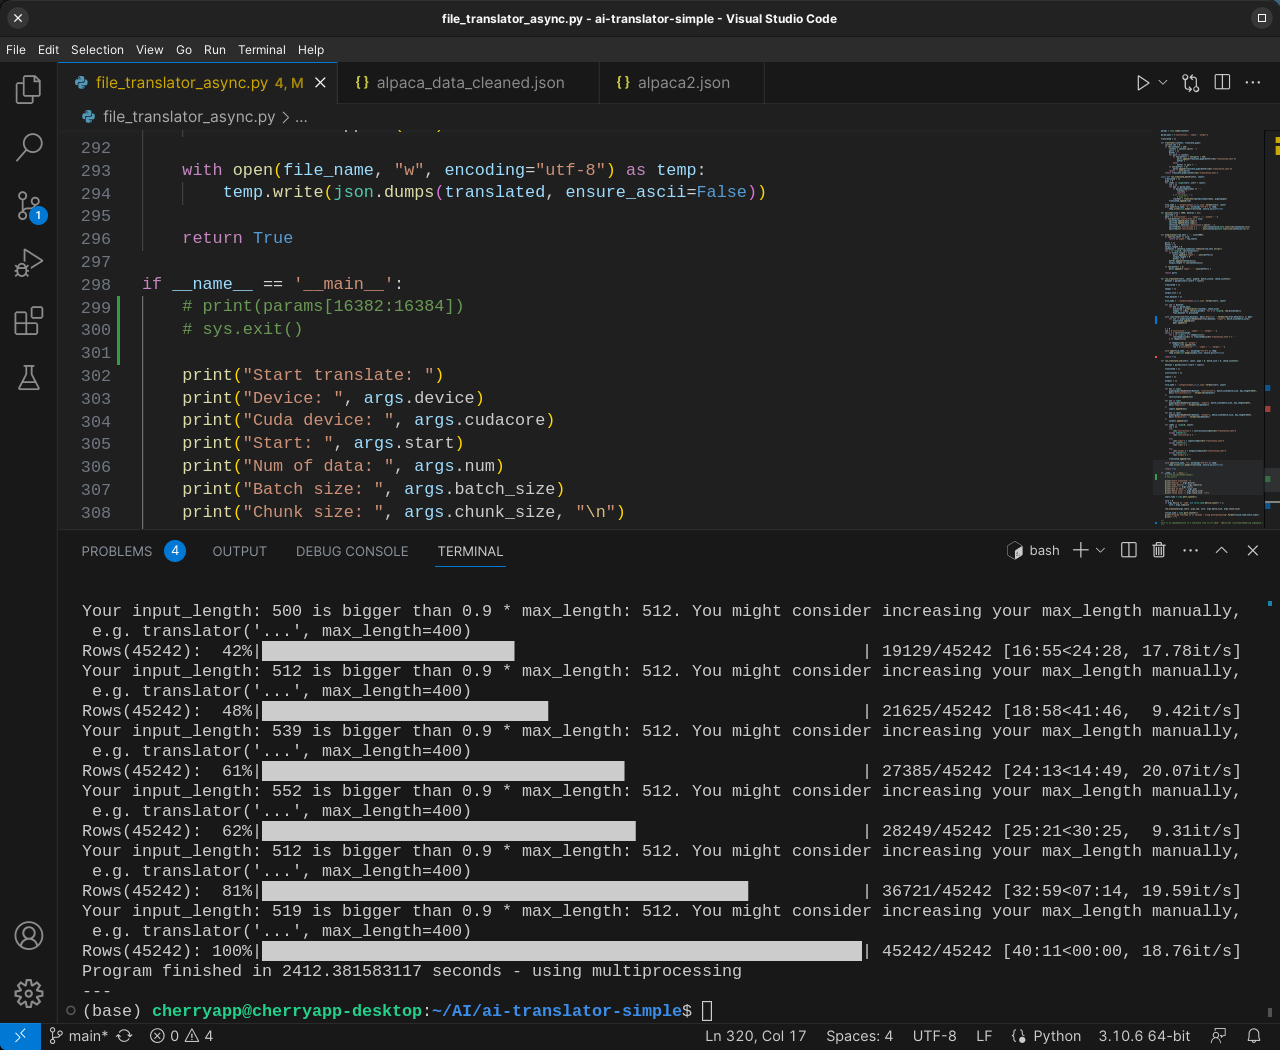 file_translator_async.py - ai-translator-simple - Visual Studio Code
File Edit Selection View Go Run Terminal Help
file_translator_async.py 4, M
alpaca_data_cleaned.json
alpaca2.json
file_translator_async.py > ...
292
293 with open(file_name, "w", encoding="utf-8") as temp:
294 temp.write(json.dumps(translated, ensure_ascii=False))
295
296 return True
297
298 if __name__ == '__main__':
299 # print(params[16382:16384])
300 # sys.exit()
301
302 print("Start translate: ")
303 print("Device: ", args.device)
304 print("Cuda device: ", args.cudacore)
305 print("Start: ", args.start)
306 print("Num of data: ", args.num)
307 print("Batch size: ", args.batch_size)
308 print("Chunk size: ", args.chunk_size, "\n")
1
PROBLEMS 4 OUTPUT DEBUG CONSOLE TERMINAL
bash
Your input_length: 500 is bigger than 0.9 * max_length: 512. You might consider increasing your max_length manually,
e.g. translator('...', max_length=400)
Rows(45242): 42%| | 19129/45242 [16:55<24:28, 17.78it/s]
Your input_length: 512 is bigger than 0.9 * max_length: 512. You might consider increasing your max_length manually,
e.g. translator('...', max_length=400)
Rows(45242): 48%| | 21625/45242 [18:58<41:46, 9.42it/s]
Your input_length: 539 is bigger than 0.9 * max_length: 512. You might consider increasing your max_length manually,
e.g. translator('...', max_length=400)
Rows(45242): 61%| | 27385/45242 [24:13<14:49, 20.07it/s]
Your input_length: 552 is bigger than 0.9 * max_length: 512. You might consider increasing your max_length manually,
e.g. translator('...', max_length=400)
Rows(45242): 62%| | 28249/45242 [25:21<30:25, 9.31it/s]
Your input_length: 512 is bigger than 0.9 * max_length: 512. You might consider increasing your max_length manually,
e.g. translator('...', max_length=400)
Rows(45242): 81%| | 36721/45242 [32:59<07:14, 19.59it/s]
Your input_length: 519 is bigger than 0.9 * max_length: 512. You might consider increasing your max_length manually,
e.g. translator('...', max_length=400)
Rows(45242): 100%| | 45242/45242 [40:11<00:00, 18.76it/s]
Program finished in 2412.381583117 seconds - using multiprocessing
---
(base) cherryapp@cherryapp-desktop:~/AI/ai-translator-simple$
main* 0 4
Ln 320, Col 17 Spaces: 4 UTF-8 LF Python 3.10.6 64-bit